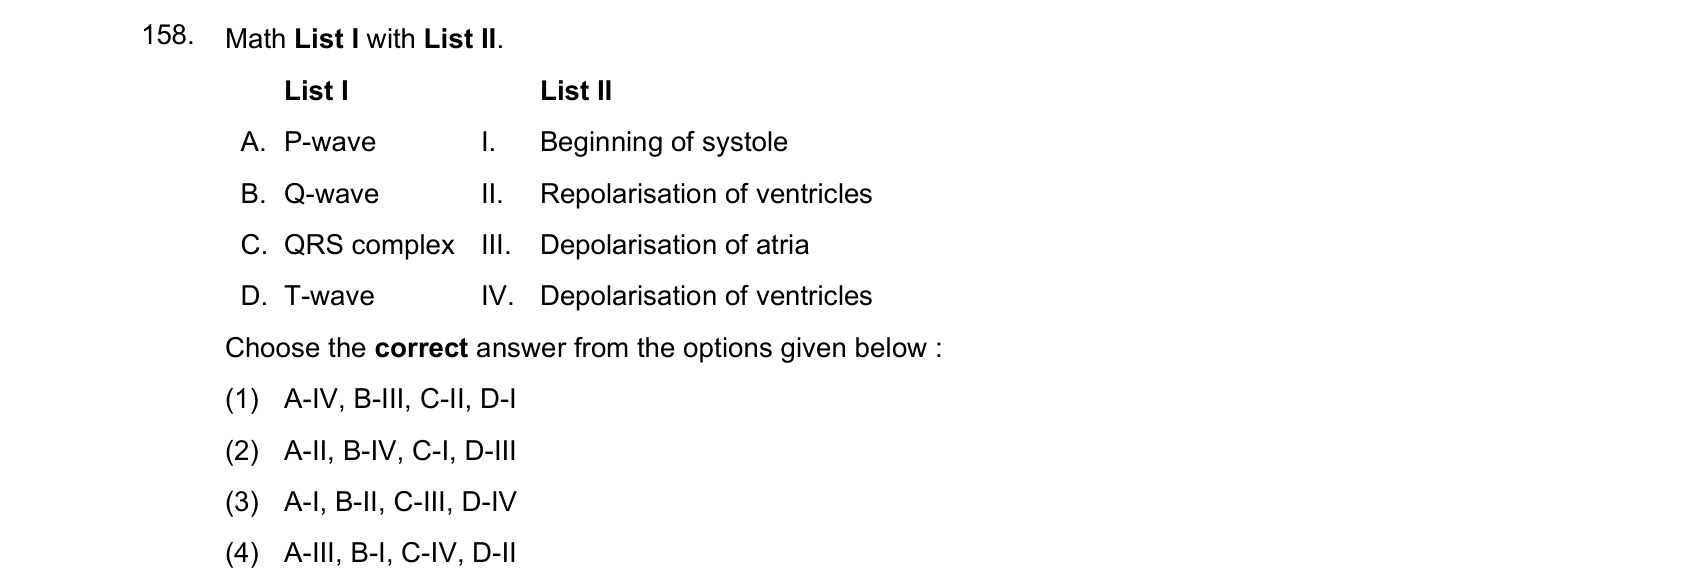 158. Math List I with List II.
List I List II
A. P-wave I. Beginning of systole
B. Q-wave II. Repolarisation of ventricles
C. QRS complex III. Depolarisation of atria
D. T-wave IV. Depolarisation of ventricles
Choose the correct answer from the options given below :
(1) A-IV, B-III, C-II, D-I
(2) A-II, B-IV, C-I, D-III
(3) A-I, B-II, C-III, D-IV
(4) A-III, B-I, C-IV, D-II